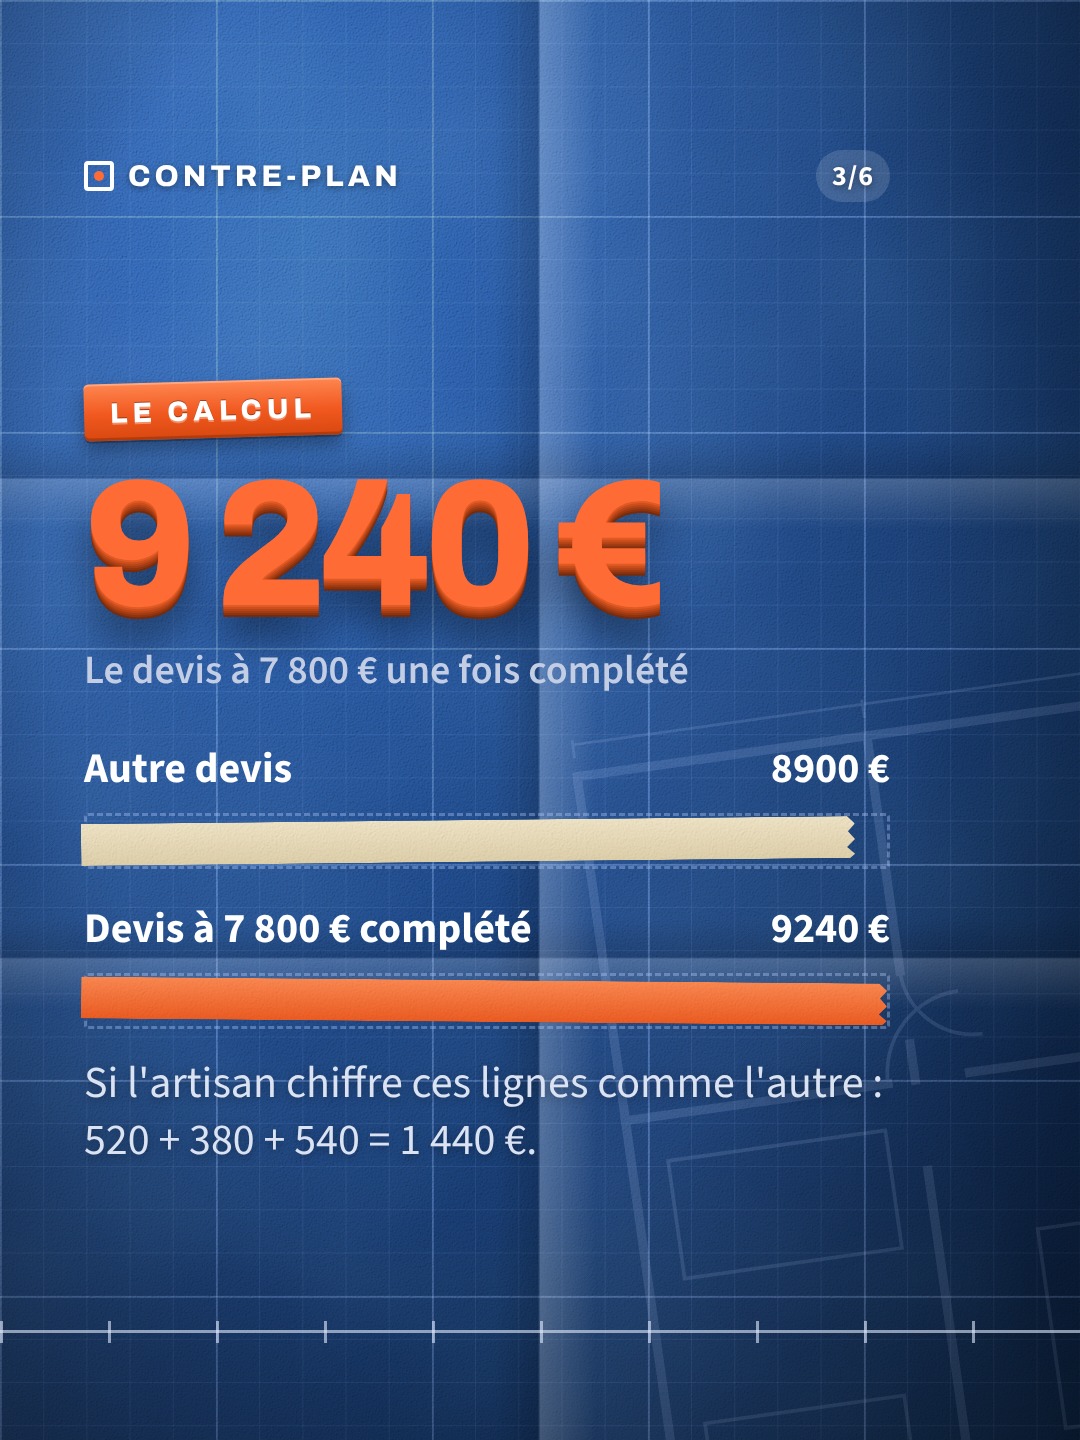 CONTRE-PLAN
3/6
LE CALCUL
9 240 €
Le devis à 7 800 € une fois complété
Autre devis 8900 €
Devis à 7 800 € complété 9240 €
Si l'artisan chiffre ces lignes comme l'autre :
520 + 380 + 540 = 1 440 €.